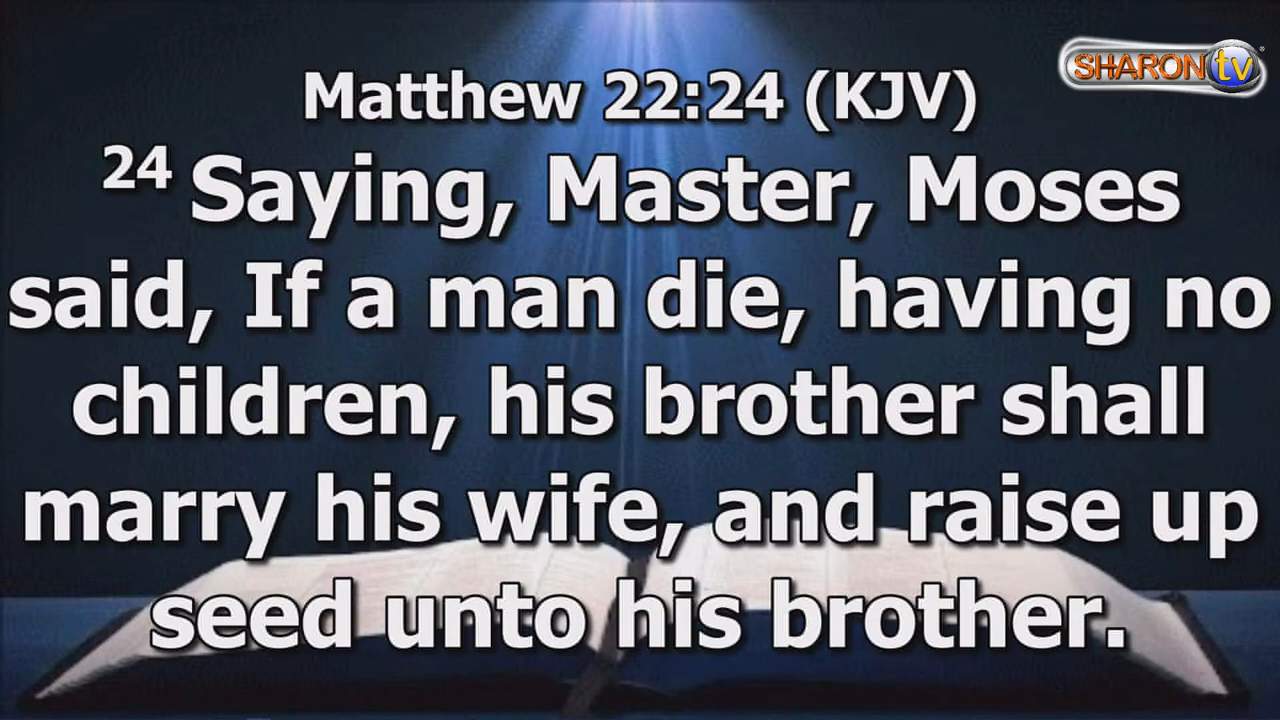 SHARON tv
Matthew 22:24 (KJV)
24 Saying, Master, Moses
said, If a man die, having no
children, his brother shall
marry his wife, and raise up
seed unto his brother.